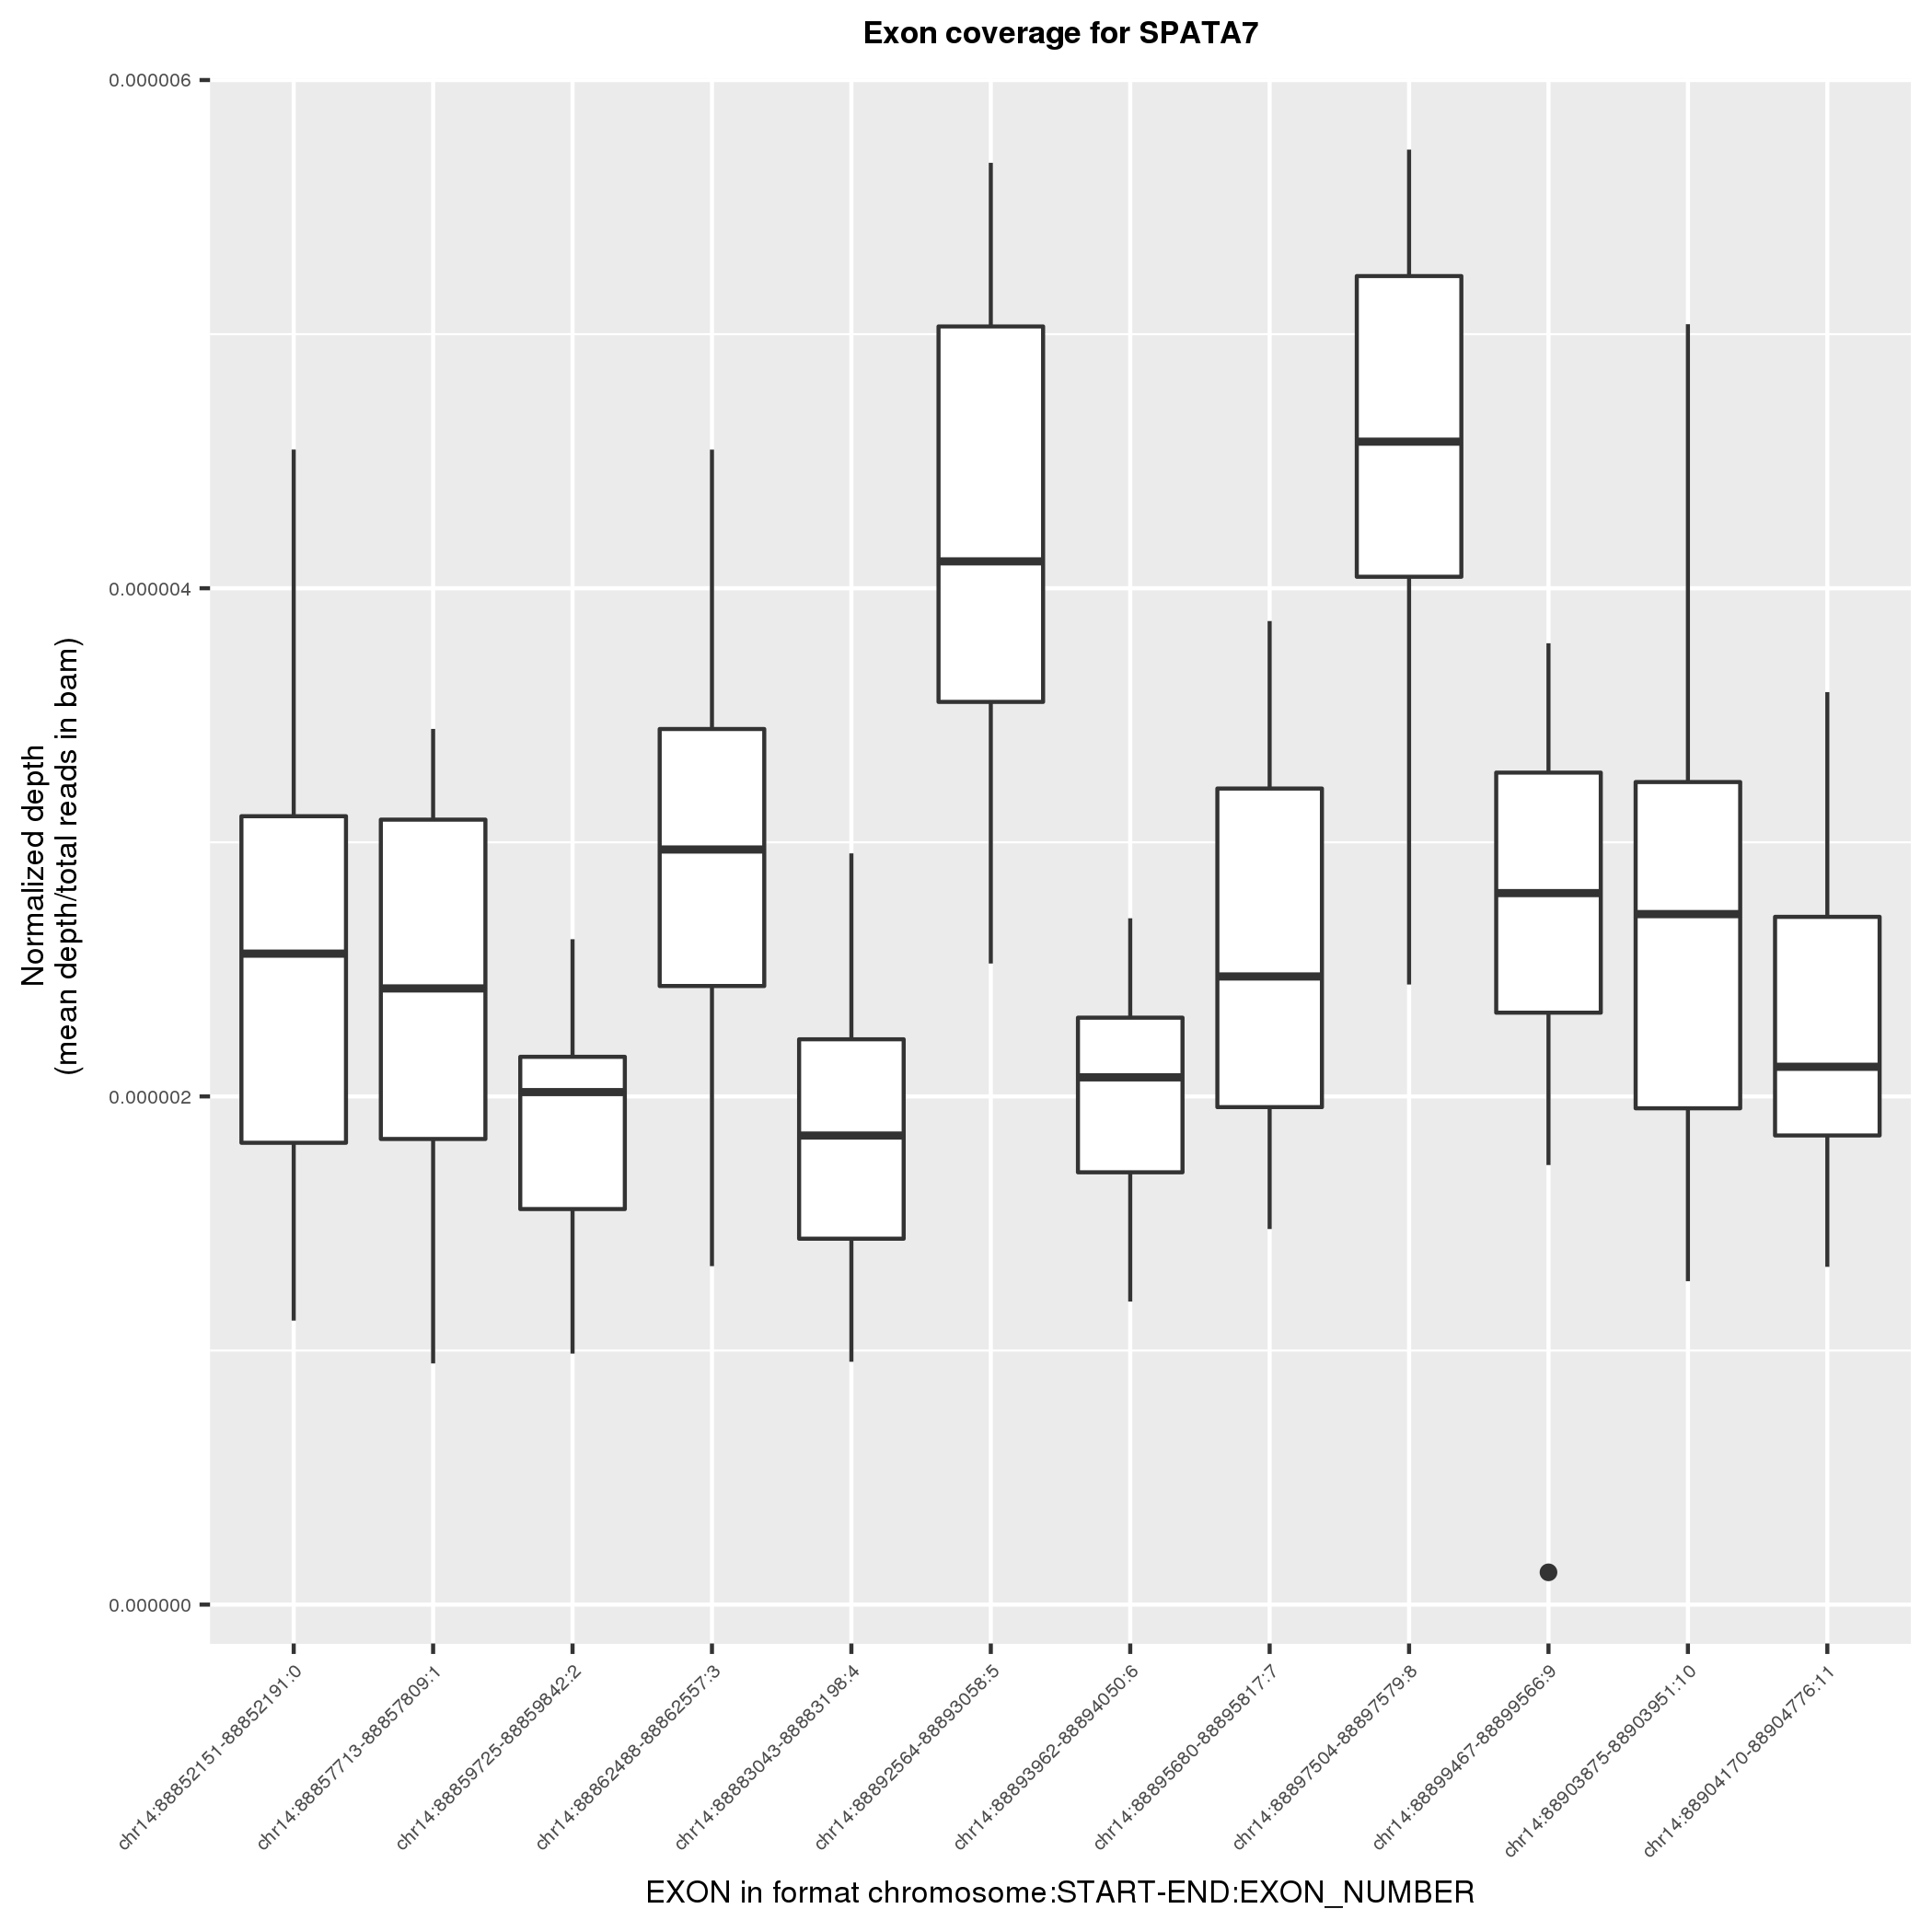 Exon coverage for SPATA7
0.000006
0.000004
0.000002
0.000000
Normalized depth
(mean depth/total reads in bam)
chr14:88852151-88852191:0
chr14:88857713-88857809:1
chr14:88859725-88859842:2
chr14:88862488-88862557:3
chr14:88883043-88883198:4
chr14:88892564-88893058:5
chr14:88893962-88894050:6
chr14:88895680-88895817:7
chr14:88897504-88897579:8
chr14:88899467-88899566:9
chr14:88903875-88903951:10
chr14:88904170-88904776:11
EXON in format chromosome:START-END:EXON_NUMBER